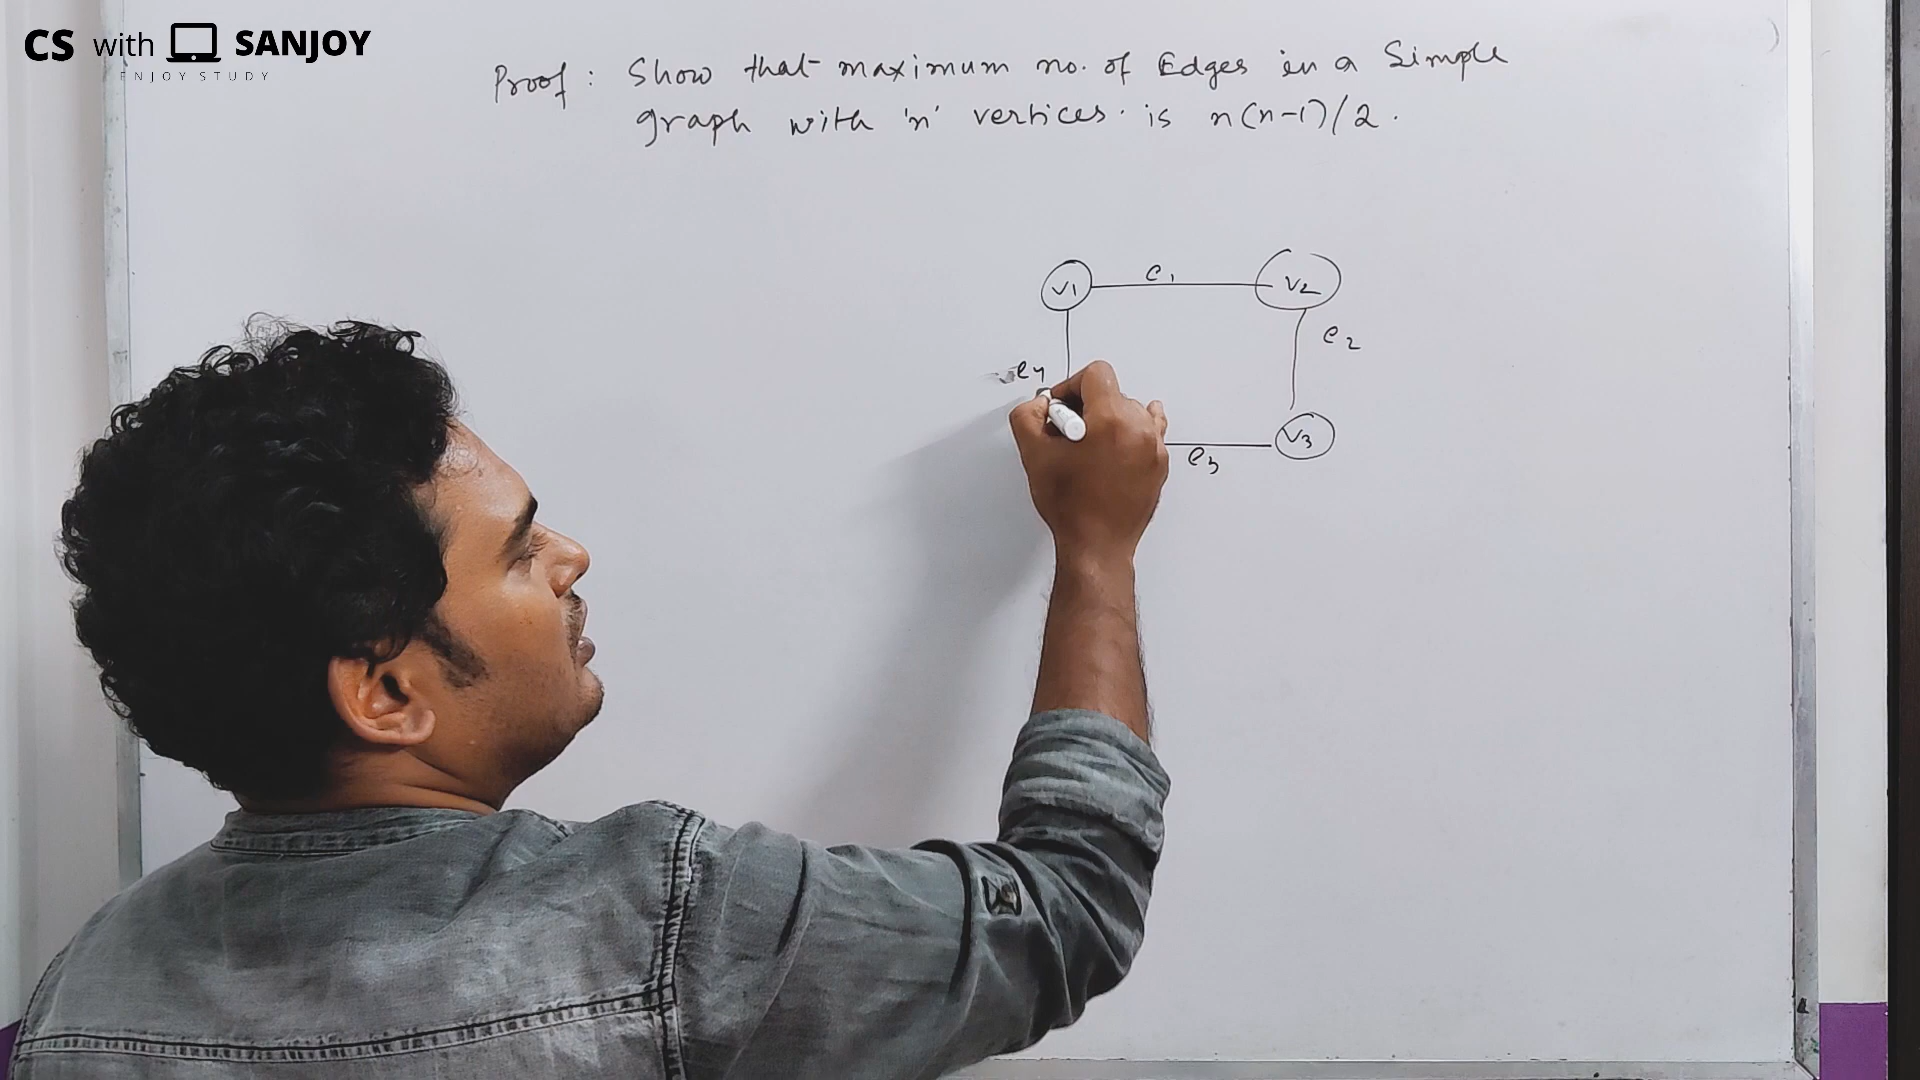 CS with SANJOY
ENJOY STUDY
Proof : Show that maximum no. of Edges in a Simple
graph with 'n' vertices is n(n-1)/2.
v1 e1 v2
e2
e4
v3
e3